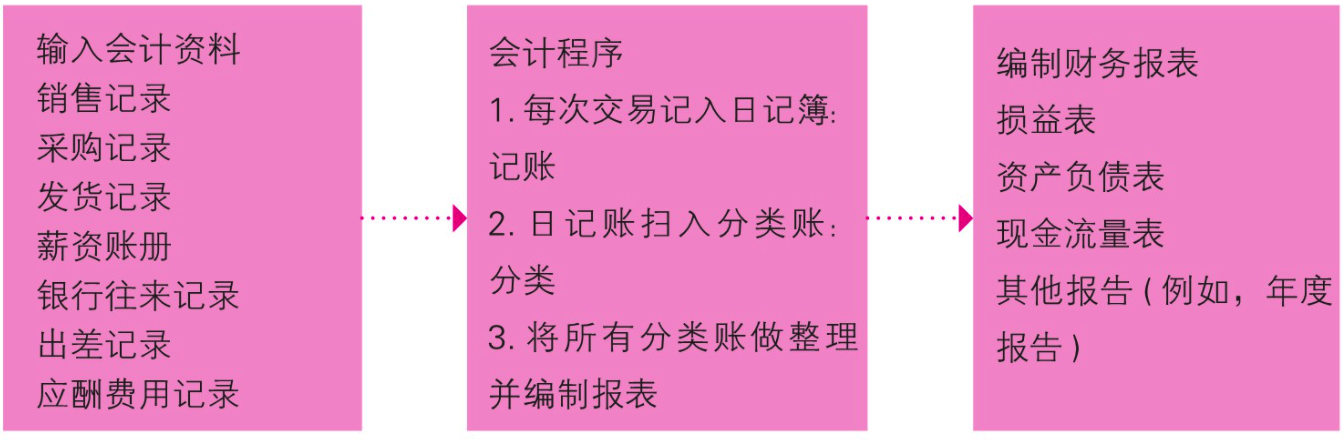 输入会计资料
销售记录
采购记录
发货记录
薪资账册
银行往来记录
出差记录
应酬费用记录
会计程序
1. 每次交易记入日记簿：
记账
2. 日记账扫入分类账：
分类
3. 将所有分类账做整理
并编制报表
编制财务报表
损益表
资产负债表
现金流量表
其他报告 ( 例如，年度
报告 )